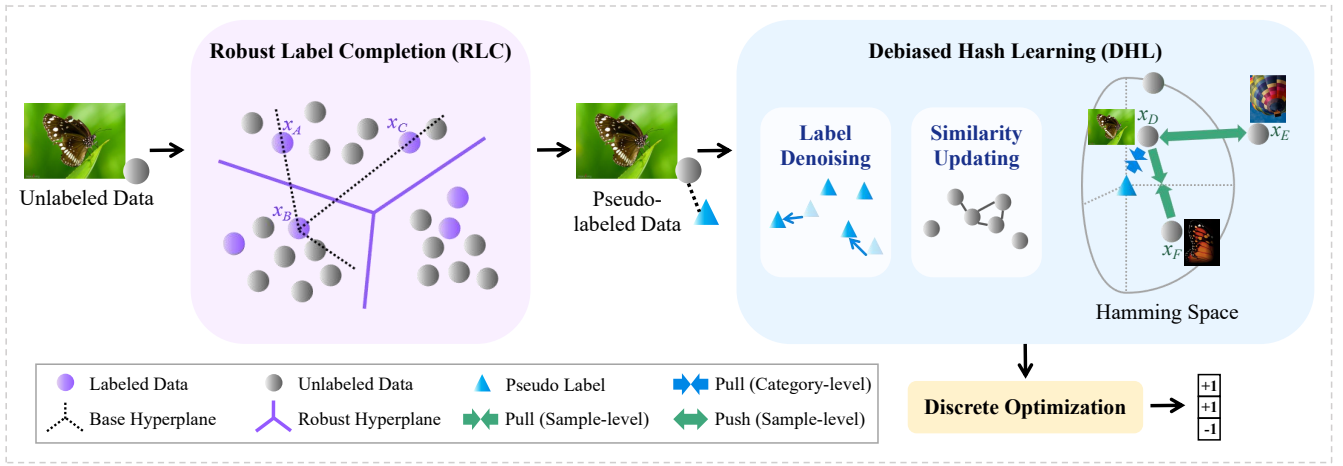 Robust Label Completion (RLC)
x_A
x_C
x_B
Unlabeled Data
Pseudo-
labeled Data
Debiased Hash Learning (DHL)
Label
Denoising
Similarity
Updating
x_D
x_E
x_F
Hamming Space
Labeled Data
Unlabeled Data
Pseudo Label
Pull (Category-level)
Base Hyperplane
Robust Hyperplane
Pull (Sample-level)
Push (Sample-level)
Discrete Optimization
+1
+1
-1